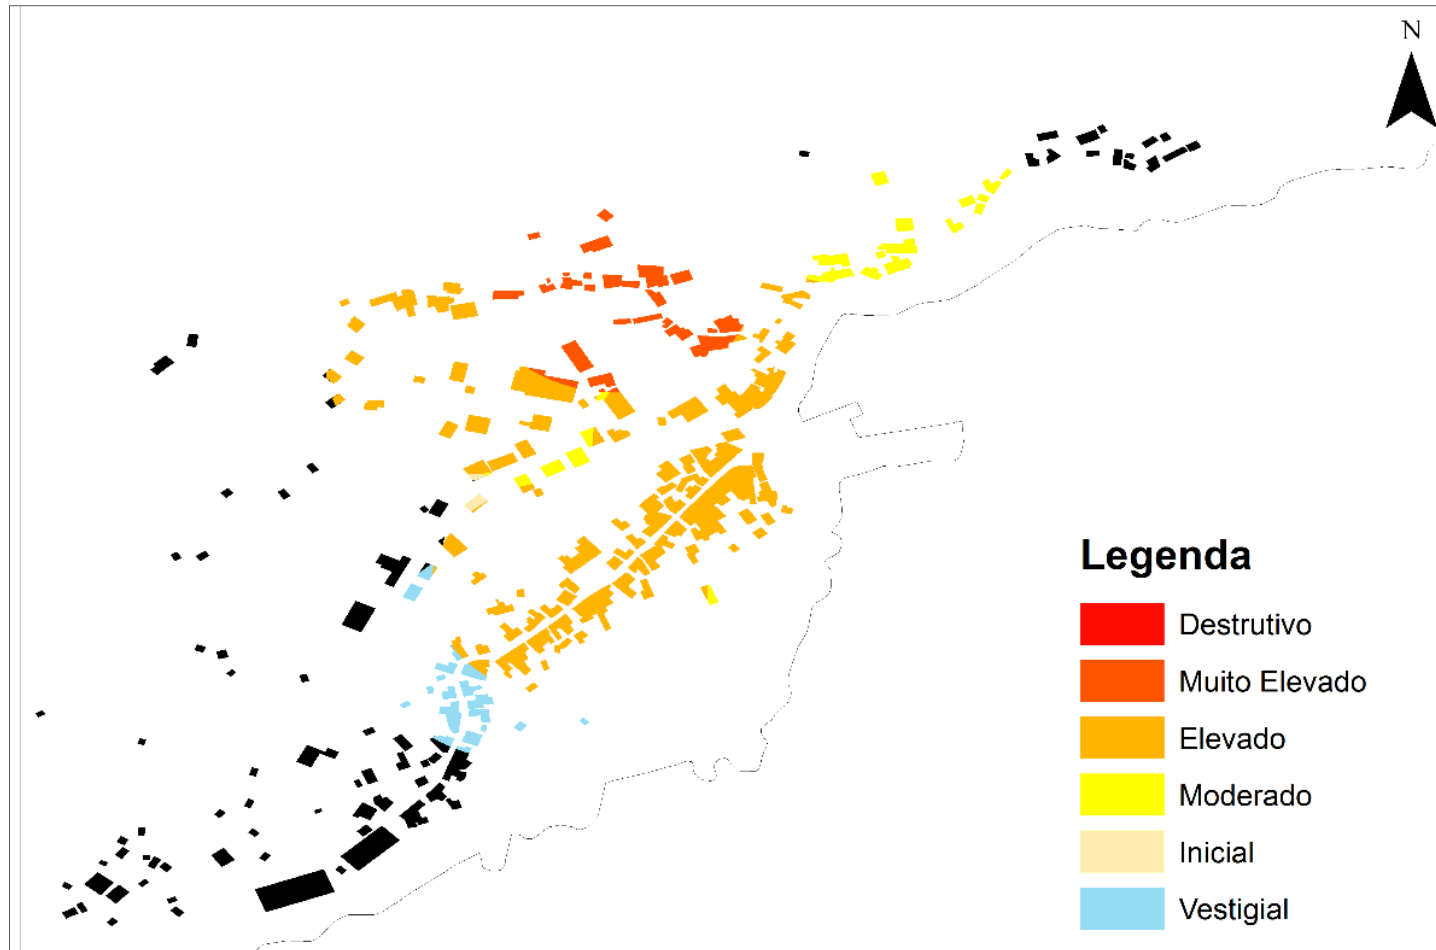 N
Legenda
Destrutivo
Muito Elevado
Elevado
Moderado
Inicial
Vestigial